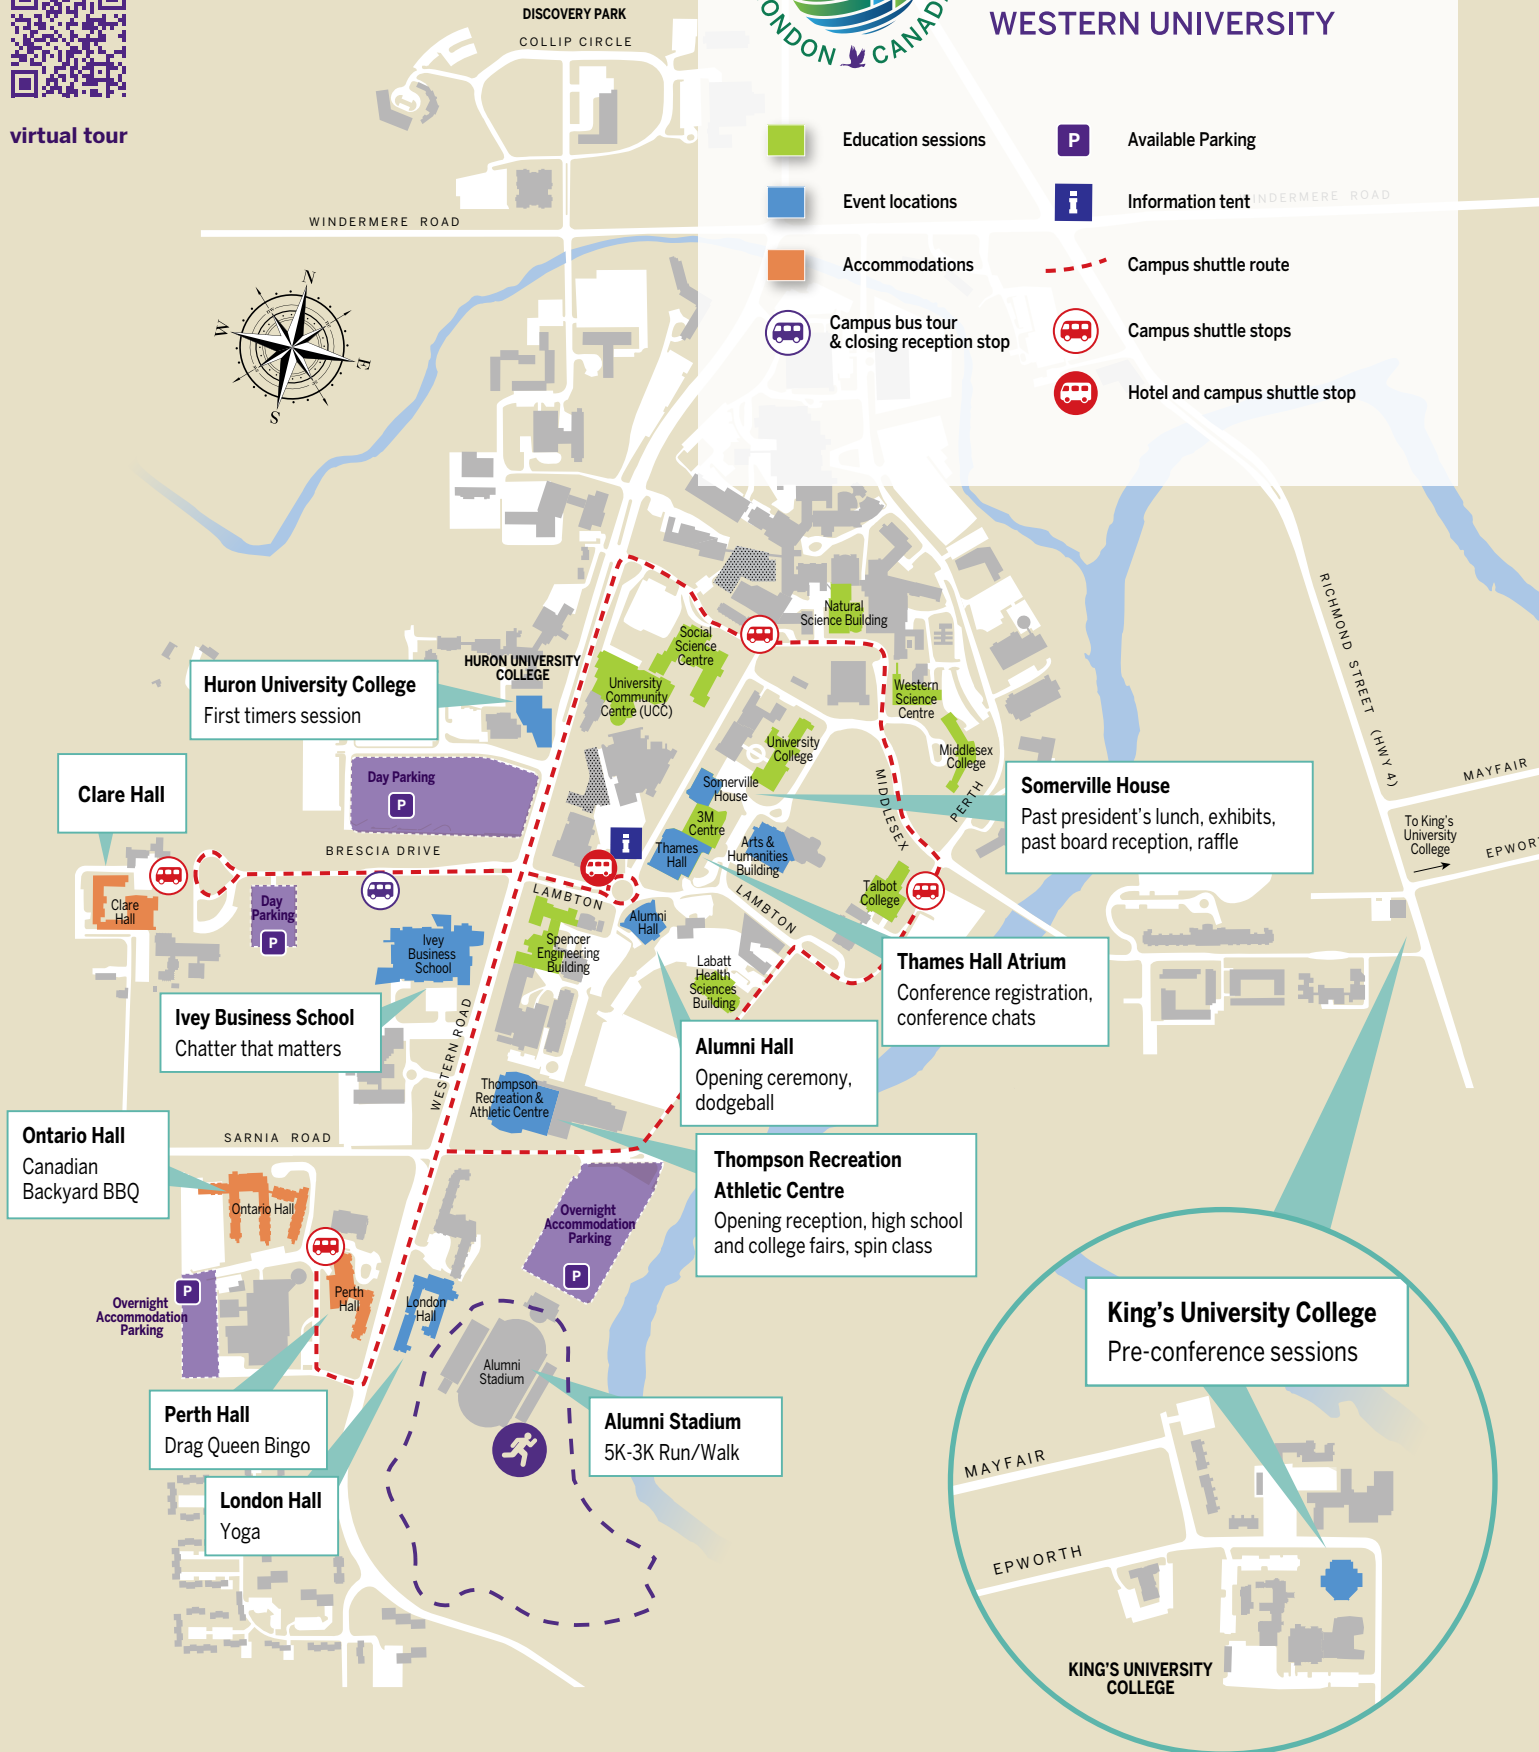 virtual tour
DISCOVERY PARK
COLLIP CIRCLE
LONDON CANADA
WESTERN UNIVERSITY
Education sessions
Event locations
Accommodations
Campus bus tour
& closing reception stop
P
Available Parking
i
Information tent
Campus shuttle route
Campus shuttle stops
Hotel and campus shuttle stop
WINDERMERE ROAD
WINDERMERE ROAD
N
W
E
S
RICHMOND STREET (HWY 4)
MAYFAIR
To King's
University
College
Natural
Science Building
Social
Science
Centre
HURON UNIVERSITY
COLLEGE
University
Community
Centre (UCC)
Western
Science
Centre
Huron University College
First timers session
University
College
Middlesex
College
Clare Hall
Day Parking
P
Somerville
House
MIDDLESEX
PERTH
Somerville House
Past president's lunch, exhibits,
past board reception, raffle
3M
Centre
i
Thames
Hall
Arts &
Humanities
Building
BRESCIA DRIVE
LAMBTON
LAMBTON
Talbot
College
Clare
Hall
Day
Parking
P
Alumni
Hall
Ivey
Business
School
Spencer
Engineering
Building
Labatt
Health
Sciences
Building
Thames Hall Atrium
Conference registration,
conference chats
Ivey Business School
Chatter that matters
WESTERN ROAD
Alumni Hall
Opening ceremony,
dodgeball
Thompson
Recreation &
Athletic Centre
Ontario Hall
Canadian
Backyard BBQ
SARNIA ROAD
Thompson Recreation
Athletic Centre
Opening reception, high school
and college fairs, spin class
Ontario Hall
Overnight
Accommodation
Parking
P
P
Overnight
Accommodation
Parking
Perth
Hall
London
Hall
Alumni
Stadium
Perth Hall
Drag Queen Bingo
London Hall
Yoga
Alumni Stadium
5K-3K Run/Walk
King's University College
Pre-conference sessions
MAYFAIR
EPWORTH
KING'S UNIVERSITY
COLLEGE